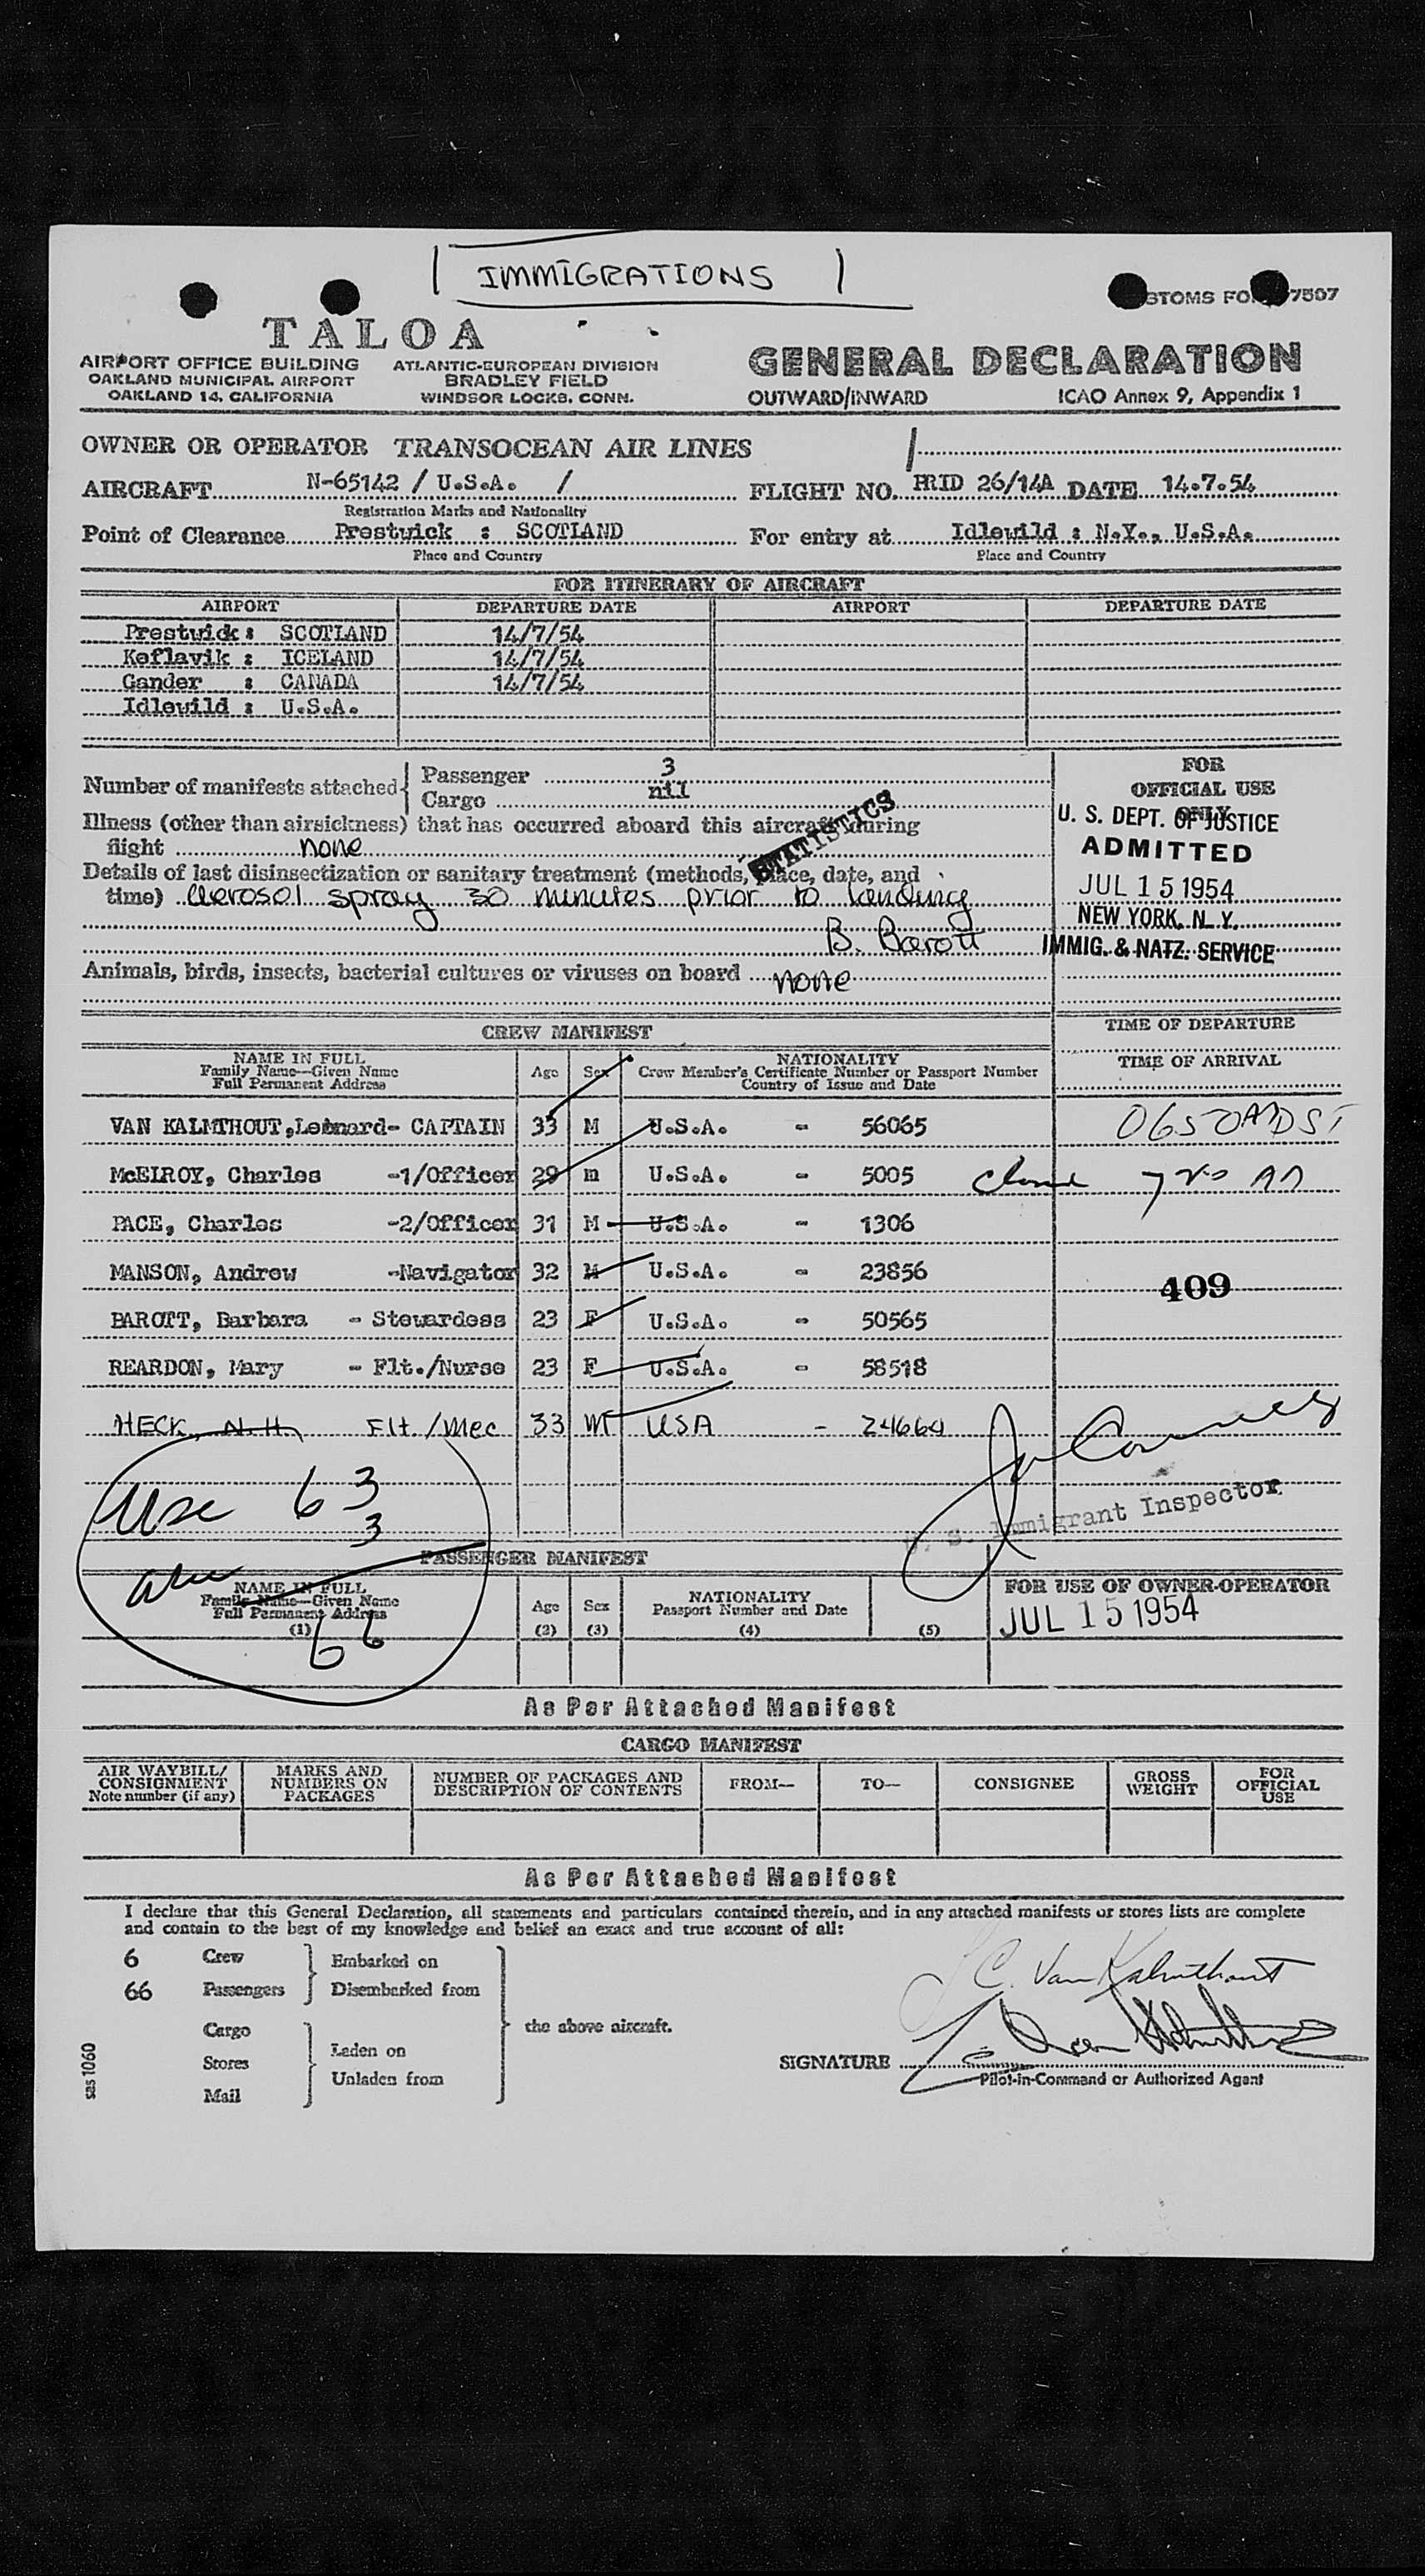 IMMIGRATIONS
TALOA
AIRPORT OFFICE BUILDING
OAKLAND MUNICIPAL AIRPORT
OAKLAND 14, CALIFORNIA
ATLANTIC-EUROPEAN DIVISION
BRADLEY FIELD
WINDSOR LOCKS, CONN.
7507
GENERAL DECLARATION
OUTWARD/INWARD ICAO Annex 9, Appendix 1
OWNER OR OPERATOR TRANSOCEAN AIR LINES
AIRCRAFT N-65142 / U.S.A. / FLIGHT NO. 26/14A DATE 14.7.54
Registration Marks and Nationality
Point of Clearance Prestwick : SCOTLAND For entry at Idlewild : N.Y., U.S.A.
Place and Country Place and Country
FOR ITINERARY OF AIRCRAFT
AIRPORT DEPARTURE DATE AIRPORT DEPARTURE DATE
Prestwick: SCOTLAND 14/7/54
Keflavik : ICELAND 14/7/54
Gander : CANADA 14/7/54
Idlewild : U.S.A.
Number of manifests attached Passenger 3
Cargo nil
Illness (other than airsickness) that has occurred aboard this aircraft during
flight none
STATISTICS
Details of last disinsectization or sanitary treatment (methods, place, date, and
time) Aerosol spray 30 minutes prior to landing
B. Barott
Animals, birds, insects, bacterial cultures or viruses on board none
FOR
OFFICIAL USE
ONLY
U. S. DEPT. OF JUSTICE
ADMITTED
JUL 15 1954
NEW YORK, N. Y.
IMMIG. & NATZ. SERVICE
TIME OF DEPARTURE
TIME OF ARRIVAL
CREW MANIFEST
NAME IN FULL
Family Name—Given Name
Full Permanent Address
Age Sex NATIONALITY
Crew Member's Certificate Number or Passport Number
Country of Issue and Date
VAN KALMTHOUT, Leonard- CAPTAIN 33 M U.S.A. - 56065
McELROY, Charles -1/Officer 29 m U.S.A. - 5005
PACE, Charles -2/Officer 31 M U.S.A. - 1306
MANSON, Andrew -Navigator 32 M U.S.A. - 23856
409
BAROTT, Barbara - Stewardess 23 F U.S.A. - 50565
REARDON, Mary - Flt./Nurse 23 F U.S.A. - 58518
HECK, N.H. Flt./Mec 33 M USA - 24664
U. S. Immigrant Inspector
Use 63
3
66
PASSENGER MANIFEST
NAME IN FULL
Family Name—Given Name
Full Permanent Address
(1)
Age (2) Sex (3)
NATIONALITY
Passport Number and Date
(4) (5)
FOR USE OF OWNER-OPERATOR
JUL 15 1954
As Per Attached Manifest
CARGO MANIFEST
AIR WAYBILL/
CONSIGNMENT
Note number (if any)
MARKS AND
NUMBERS ON
PACKAGES
NUMBER OF PACKAGES AND
DESCRIPTION OF CONTENTS
FROM— TO— CONSIGNEE
GROSS
WEIGHT
FOR
OFFICIAL
USE
As Per Attached Manifest
I declare that this General Declaration, all statements and particulars contained therein, and in any attached manifests or stores lists are complete
and contain to the best of my knowledge and belief an exact and true account of all:
6 Crew Embarked on
66 Passengers Disembarked from
Cargo
Stores
Mail
Laden on
Unladen from
the above aircraft.
C. Van Kalmthout
SIGNATURE
Pilot-in-Command or Authorized Agent
sas 1060